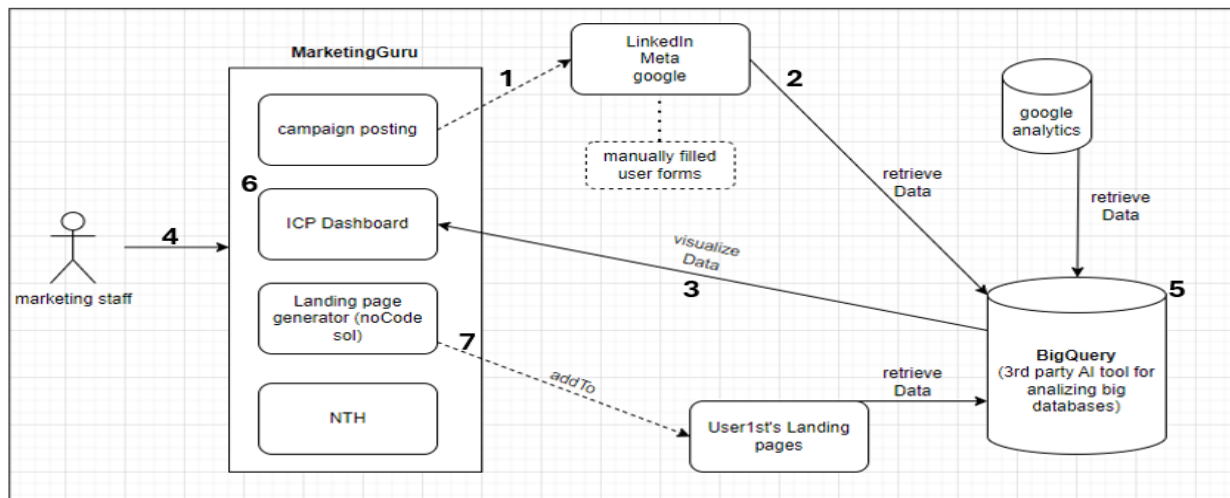 MarketingGuru
campaign posting
6
ICP Dashboard
Landing page
generator (noCode
sol)
NTH
marketing staff
4
1
LinkedIn
Meta
google
manually filled
user forms
2
retrieve
Data
google
analytics
retrieve
Data
visualize
Data
3
7
addTo
User1st's Landing
pages
retrieve
Data
5
BigQuery
(3rd party AI tool for
analizing big
databases)